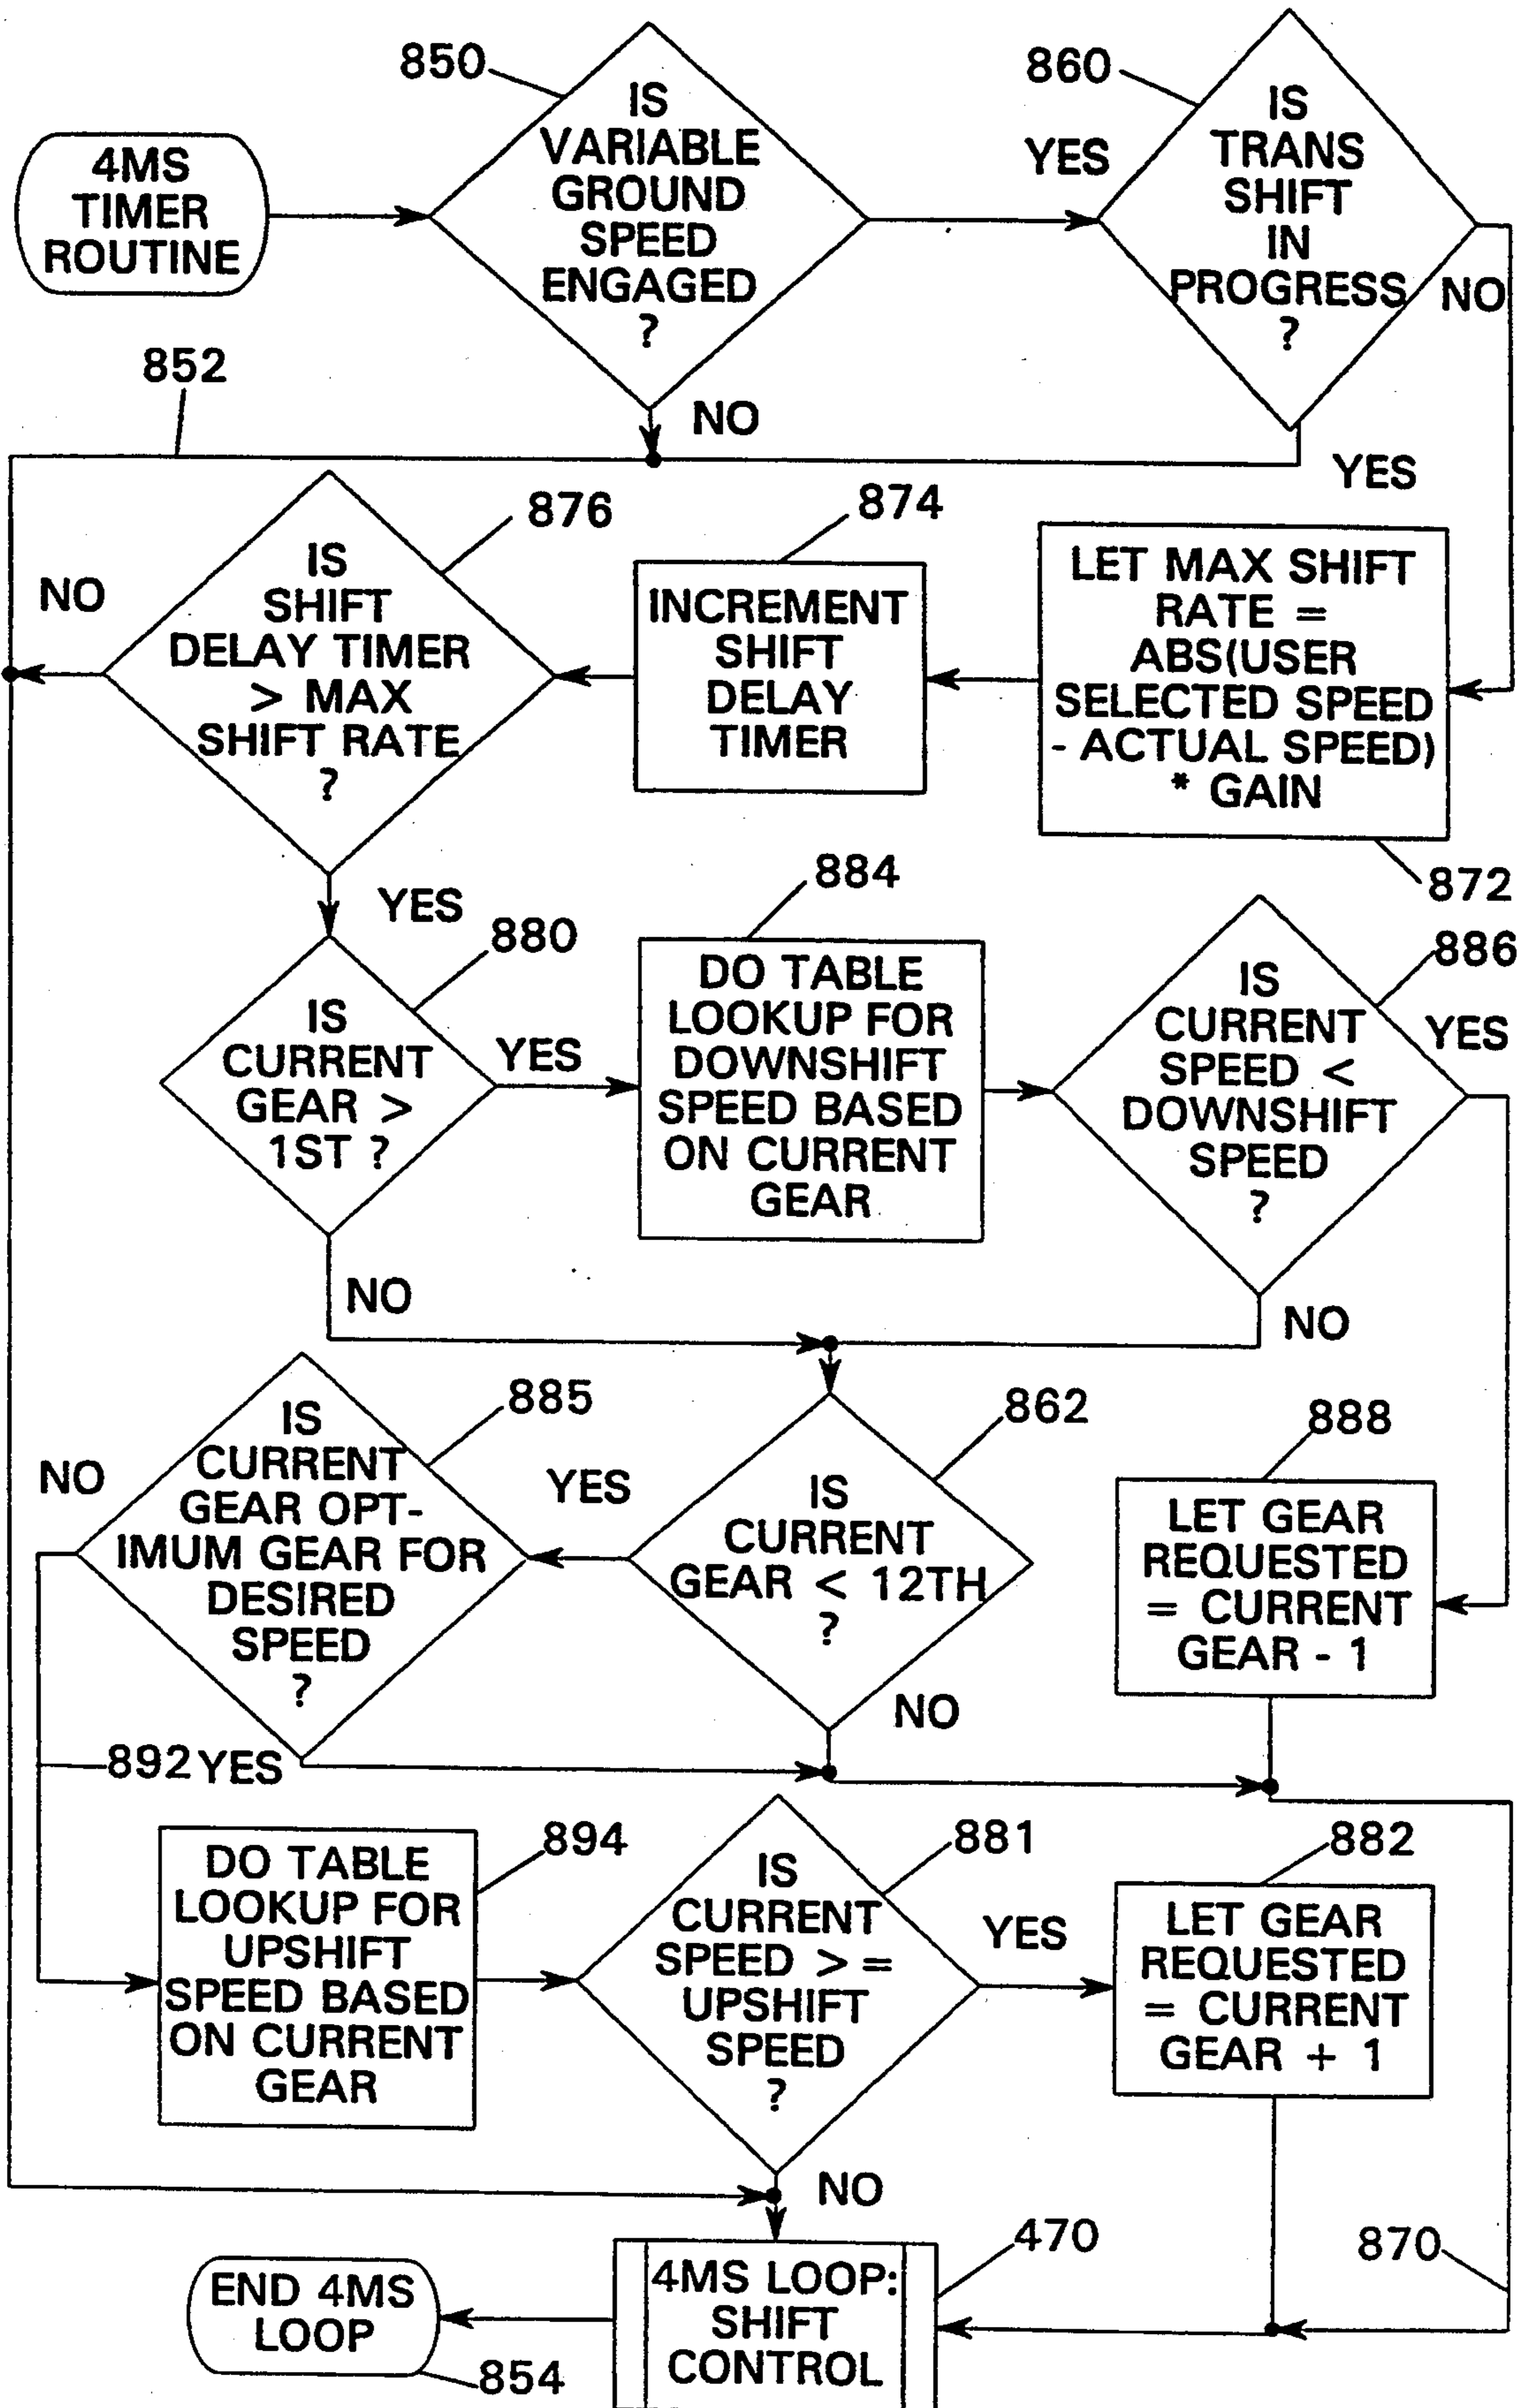 4MS
TIMER
ROUTINE
850
IS
VARIABLE
GROUND
SPEED
ENGAGED
?
YES
NO
860
IS
TRANS
SHIFT
IN
PROGRESS
?
NO
YES
852
872
LET MAX SHIFT
RATE =
ABS(USER
SELECTED SPEED
- ACTUAL SPEED)
* GAIN
874
INCREMENT
SHIFT
DELAY
TIMER
876
IS
SHIFT
DELAY TIMER
> MAX
SHIFT RATE
?
NO
YES
880
IS
CURRENT
GEAR >
1ST ?
YES
NO
884
DO TABLE
LOOKUP FOR
DOWNSHIFT
SPEED BASED
ON CURRENT
GEAR
886
IS
CURRENT
SPEED <
DOWNSHIFT
SPEED
?
YES
NO
888
LET GEAR
REQUESTED
= CURRENT
GEAR - 1
862
IS
CURRENT
GEAR < 12TH
?
YES
NO
885
IS
CURRENT
GEAR OPT-
IMUM GEAR FOR
DESIRED
SPEED
?
NO
892 YES
894
DO TABLE
LOOKUP FOR
UPSHIFT
SPEED BASED
ON CURRENT
GEAR
881
IS
CURRENT
SPEED > =
UPSHIFT
SPEED
?
YES
NO
882
LET GEAR
REQUESTED
= CURRENT
GEAR + 1
870
470
4MS LOOP:
SHIFT
CONTROL
END 4MS
LOOP
854